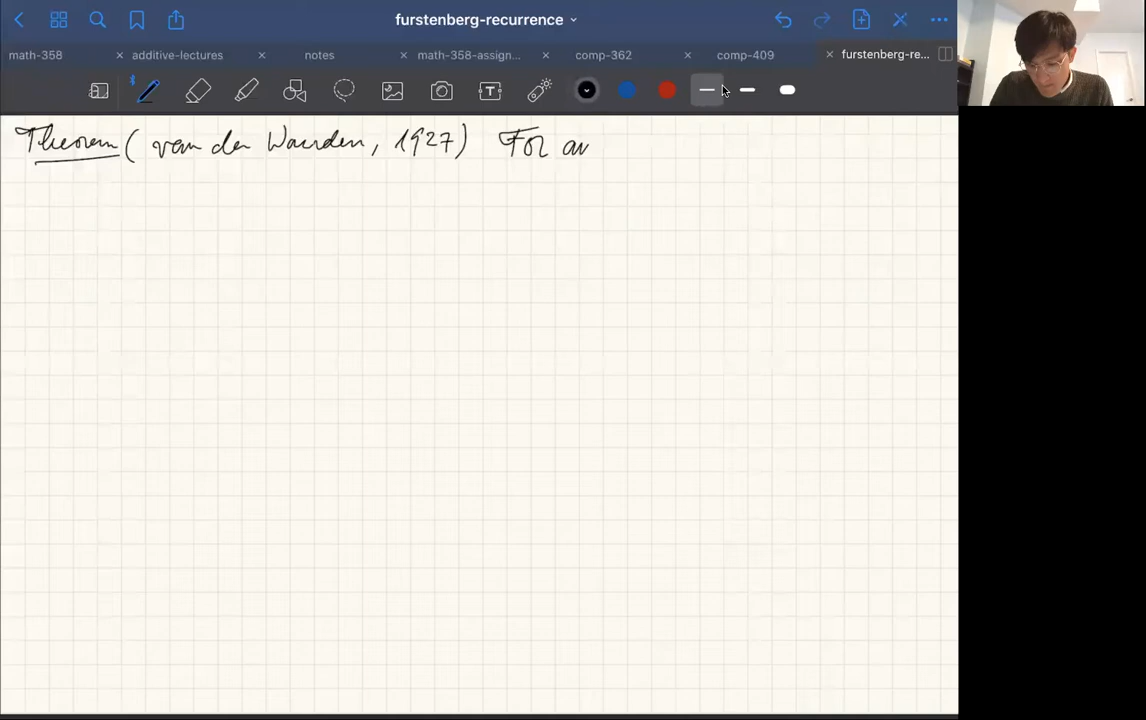 furstenberg-recurrence
math-358
additive-lectures
notes
math-358-assign...
comp-362
comp-409
furstenberg-re...
T
Theorem ( van der Waerden, 1927) For an